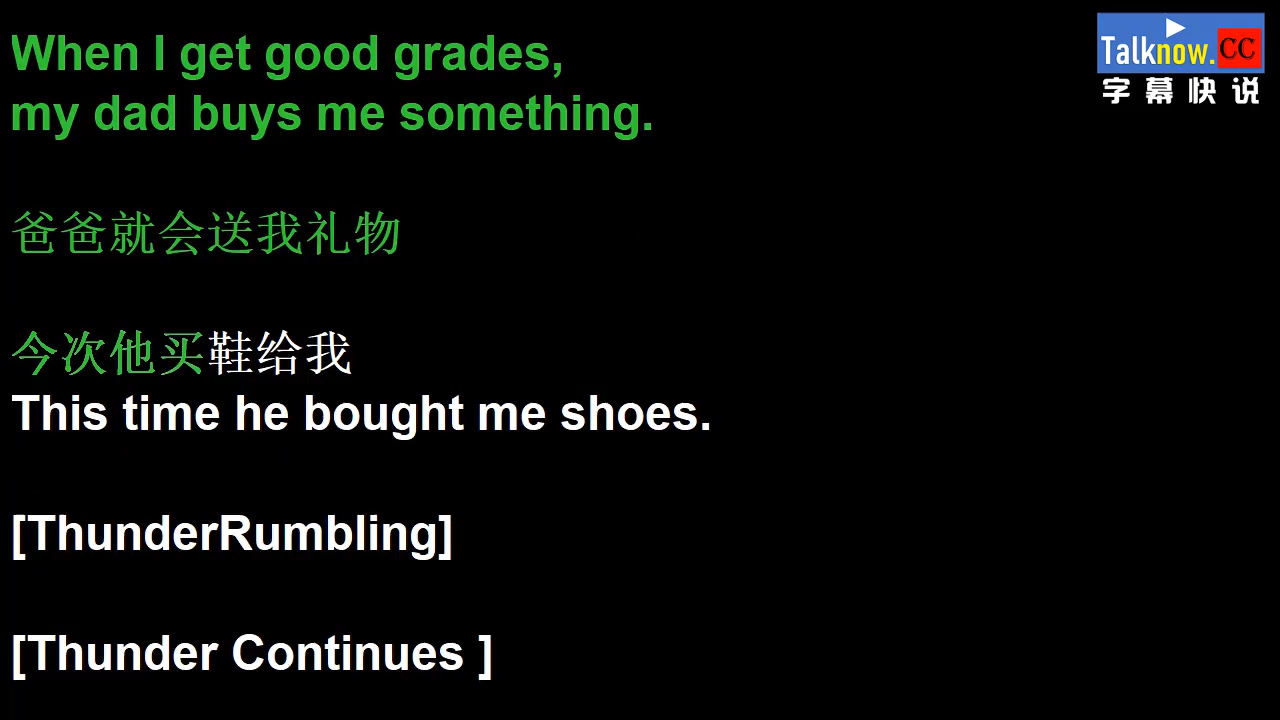 When I get good grades,
my dad buys me something.
爸爸就会送我礼物
今次他买鞋给我
This time he bought me shoes.
[ThunderRumbling]
[Thunder Continues ]
Talknow.CC
字幕快说